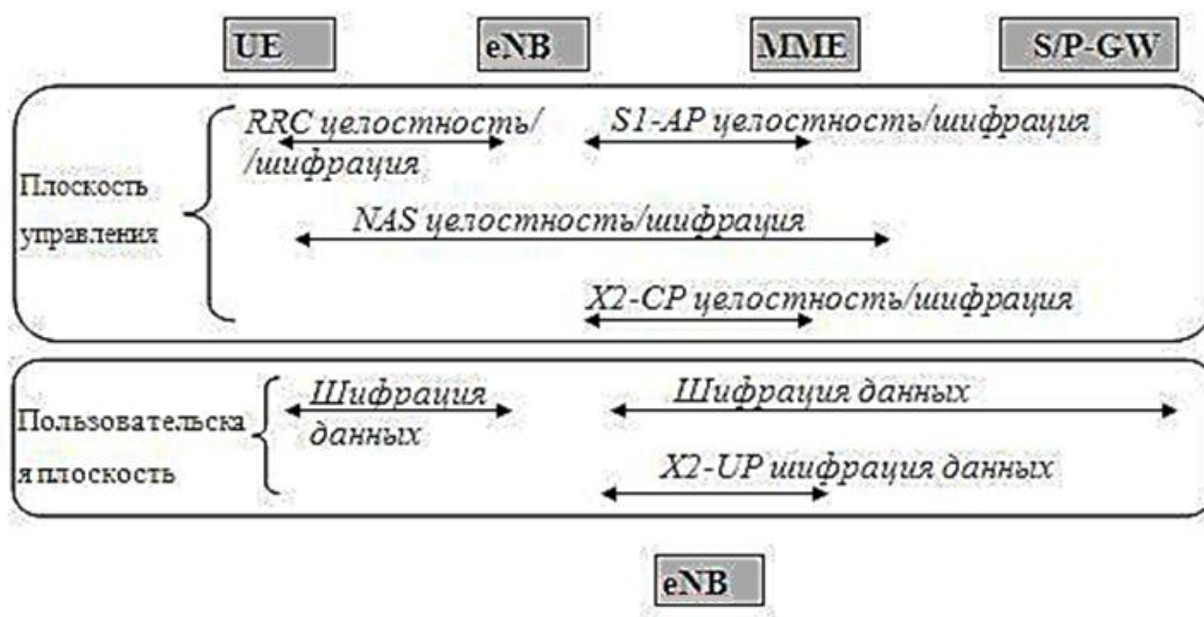 UE eNB MME S/P-GW
RRC целостность/ S1-AP целостность/шифрация
/шифрация
Плоскость
управления
NAS целостность/шифрация
X2-CP целостность/шифрация
Шифрация Шифрация данных
данных
Пользовательска
я плоскость
X2-UP шифрация данных
eNB